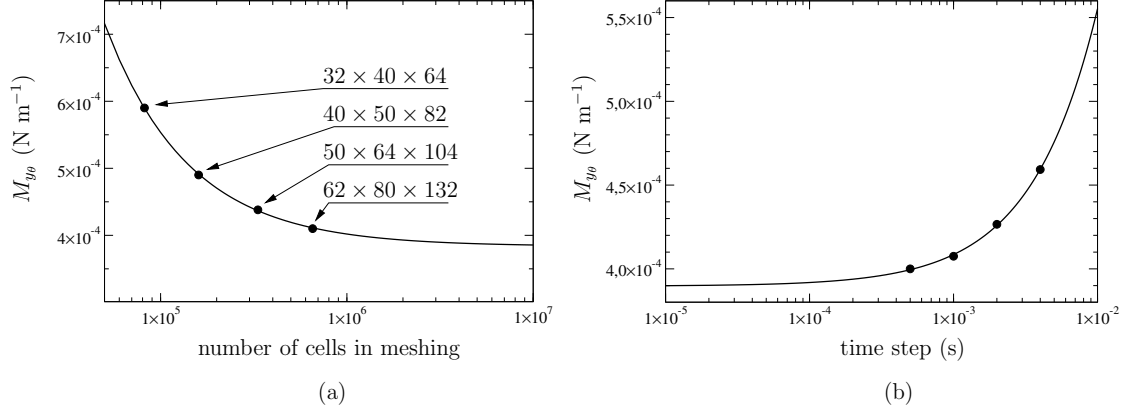 7×10⁻⁴
6×10⁻⁴
5×10⁻⁴
4×10⁻⁴
M_{yθ} (N m⁻¹)
32 × 40 × 64
40 × 50 × 82
50 × 64 × 104
62 × 80 × 132
1×10⁵
1×10⁶
1×10⁷
number of cells in meshing
(a)
5,5×10⁻⁴
5,0×10⁻⁴
4,5×10⁻⁴
4,0×10⁻⁴
M_{yθ} (N m⁻¹)
1×10⁻⁵
1×10⁻⁴
1×10⁻³
1×10⁻²
time step (s)
(b)